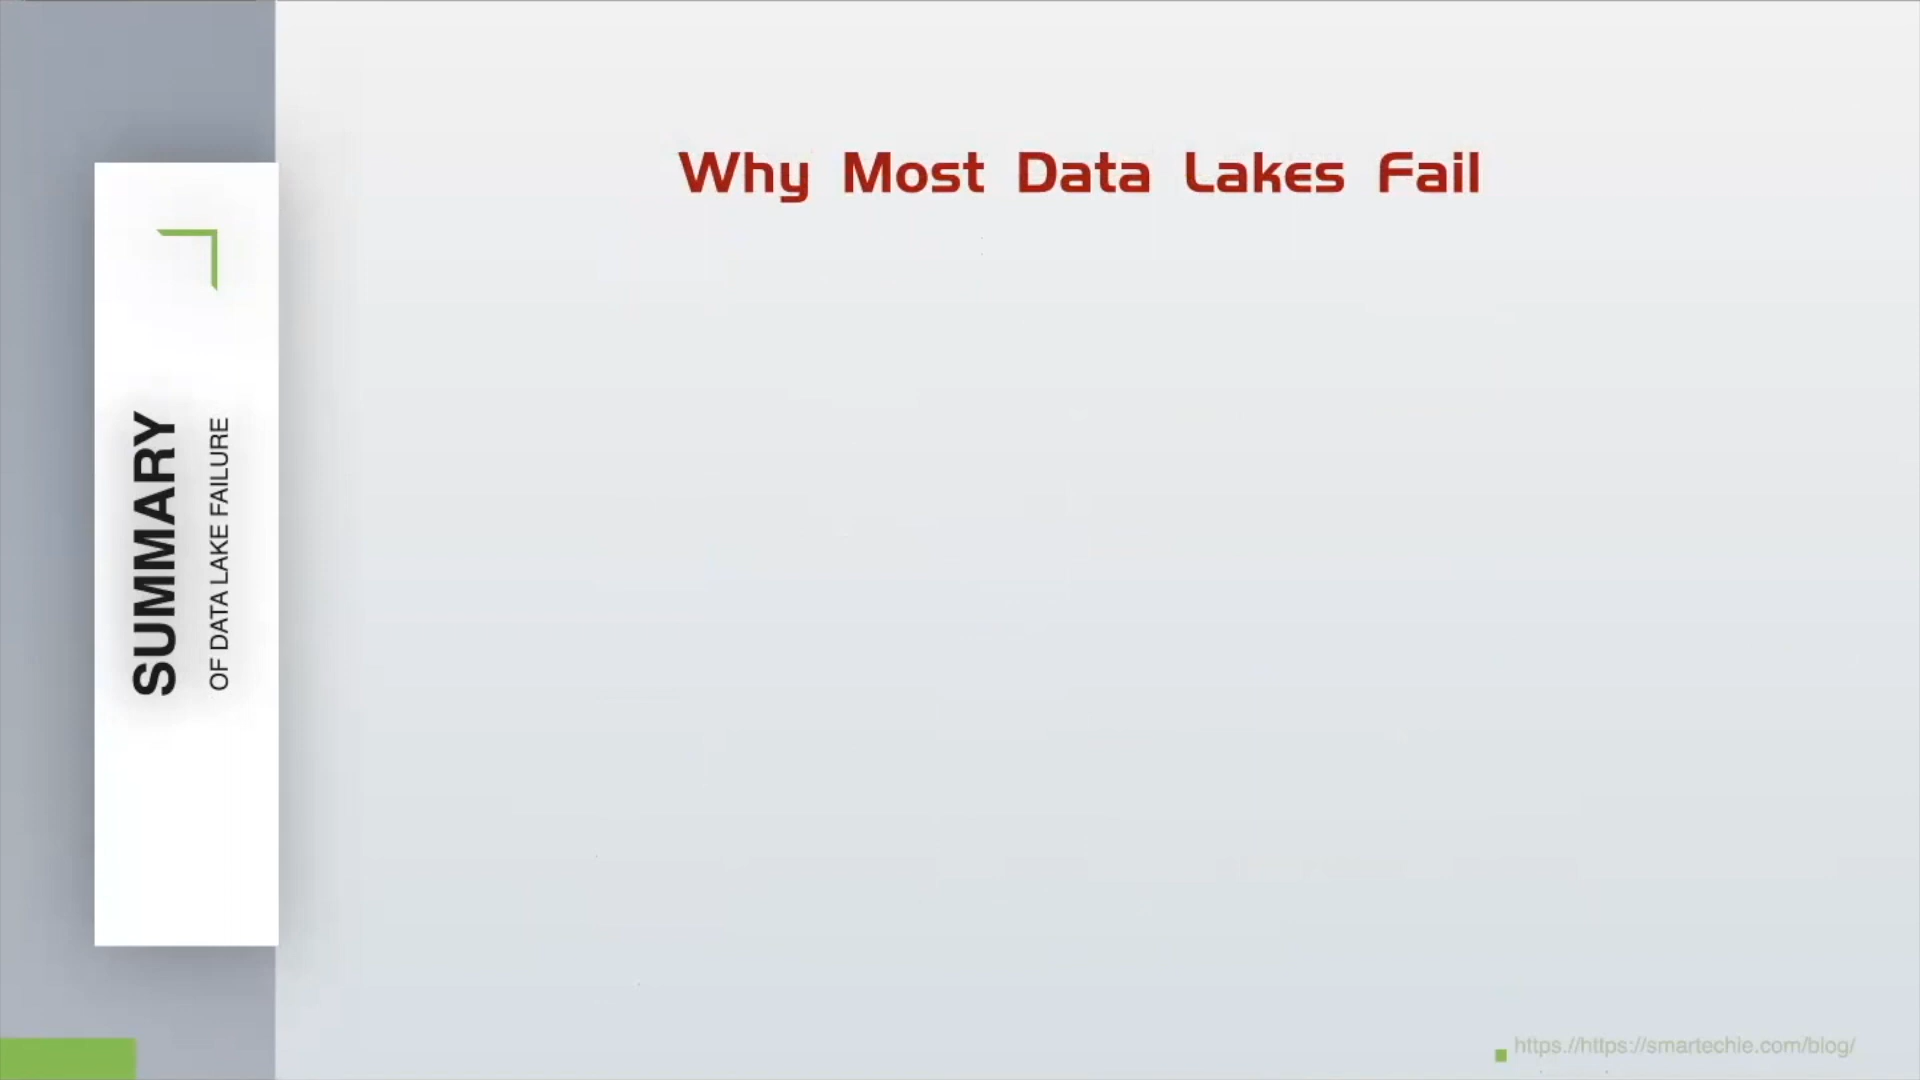 Why Most Data Lakes Fail
SUMMARY
OF DATA LAKE FAILURE
https.//https://smartechie.com/blog/